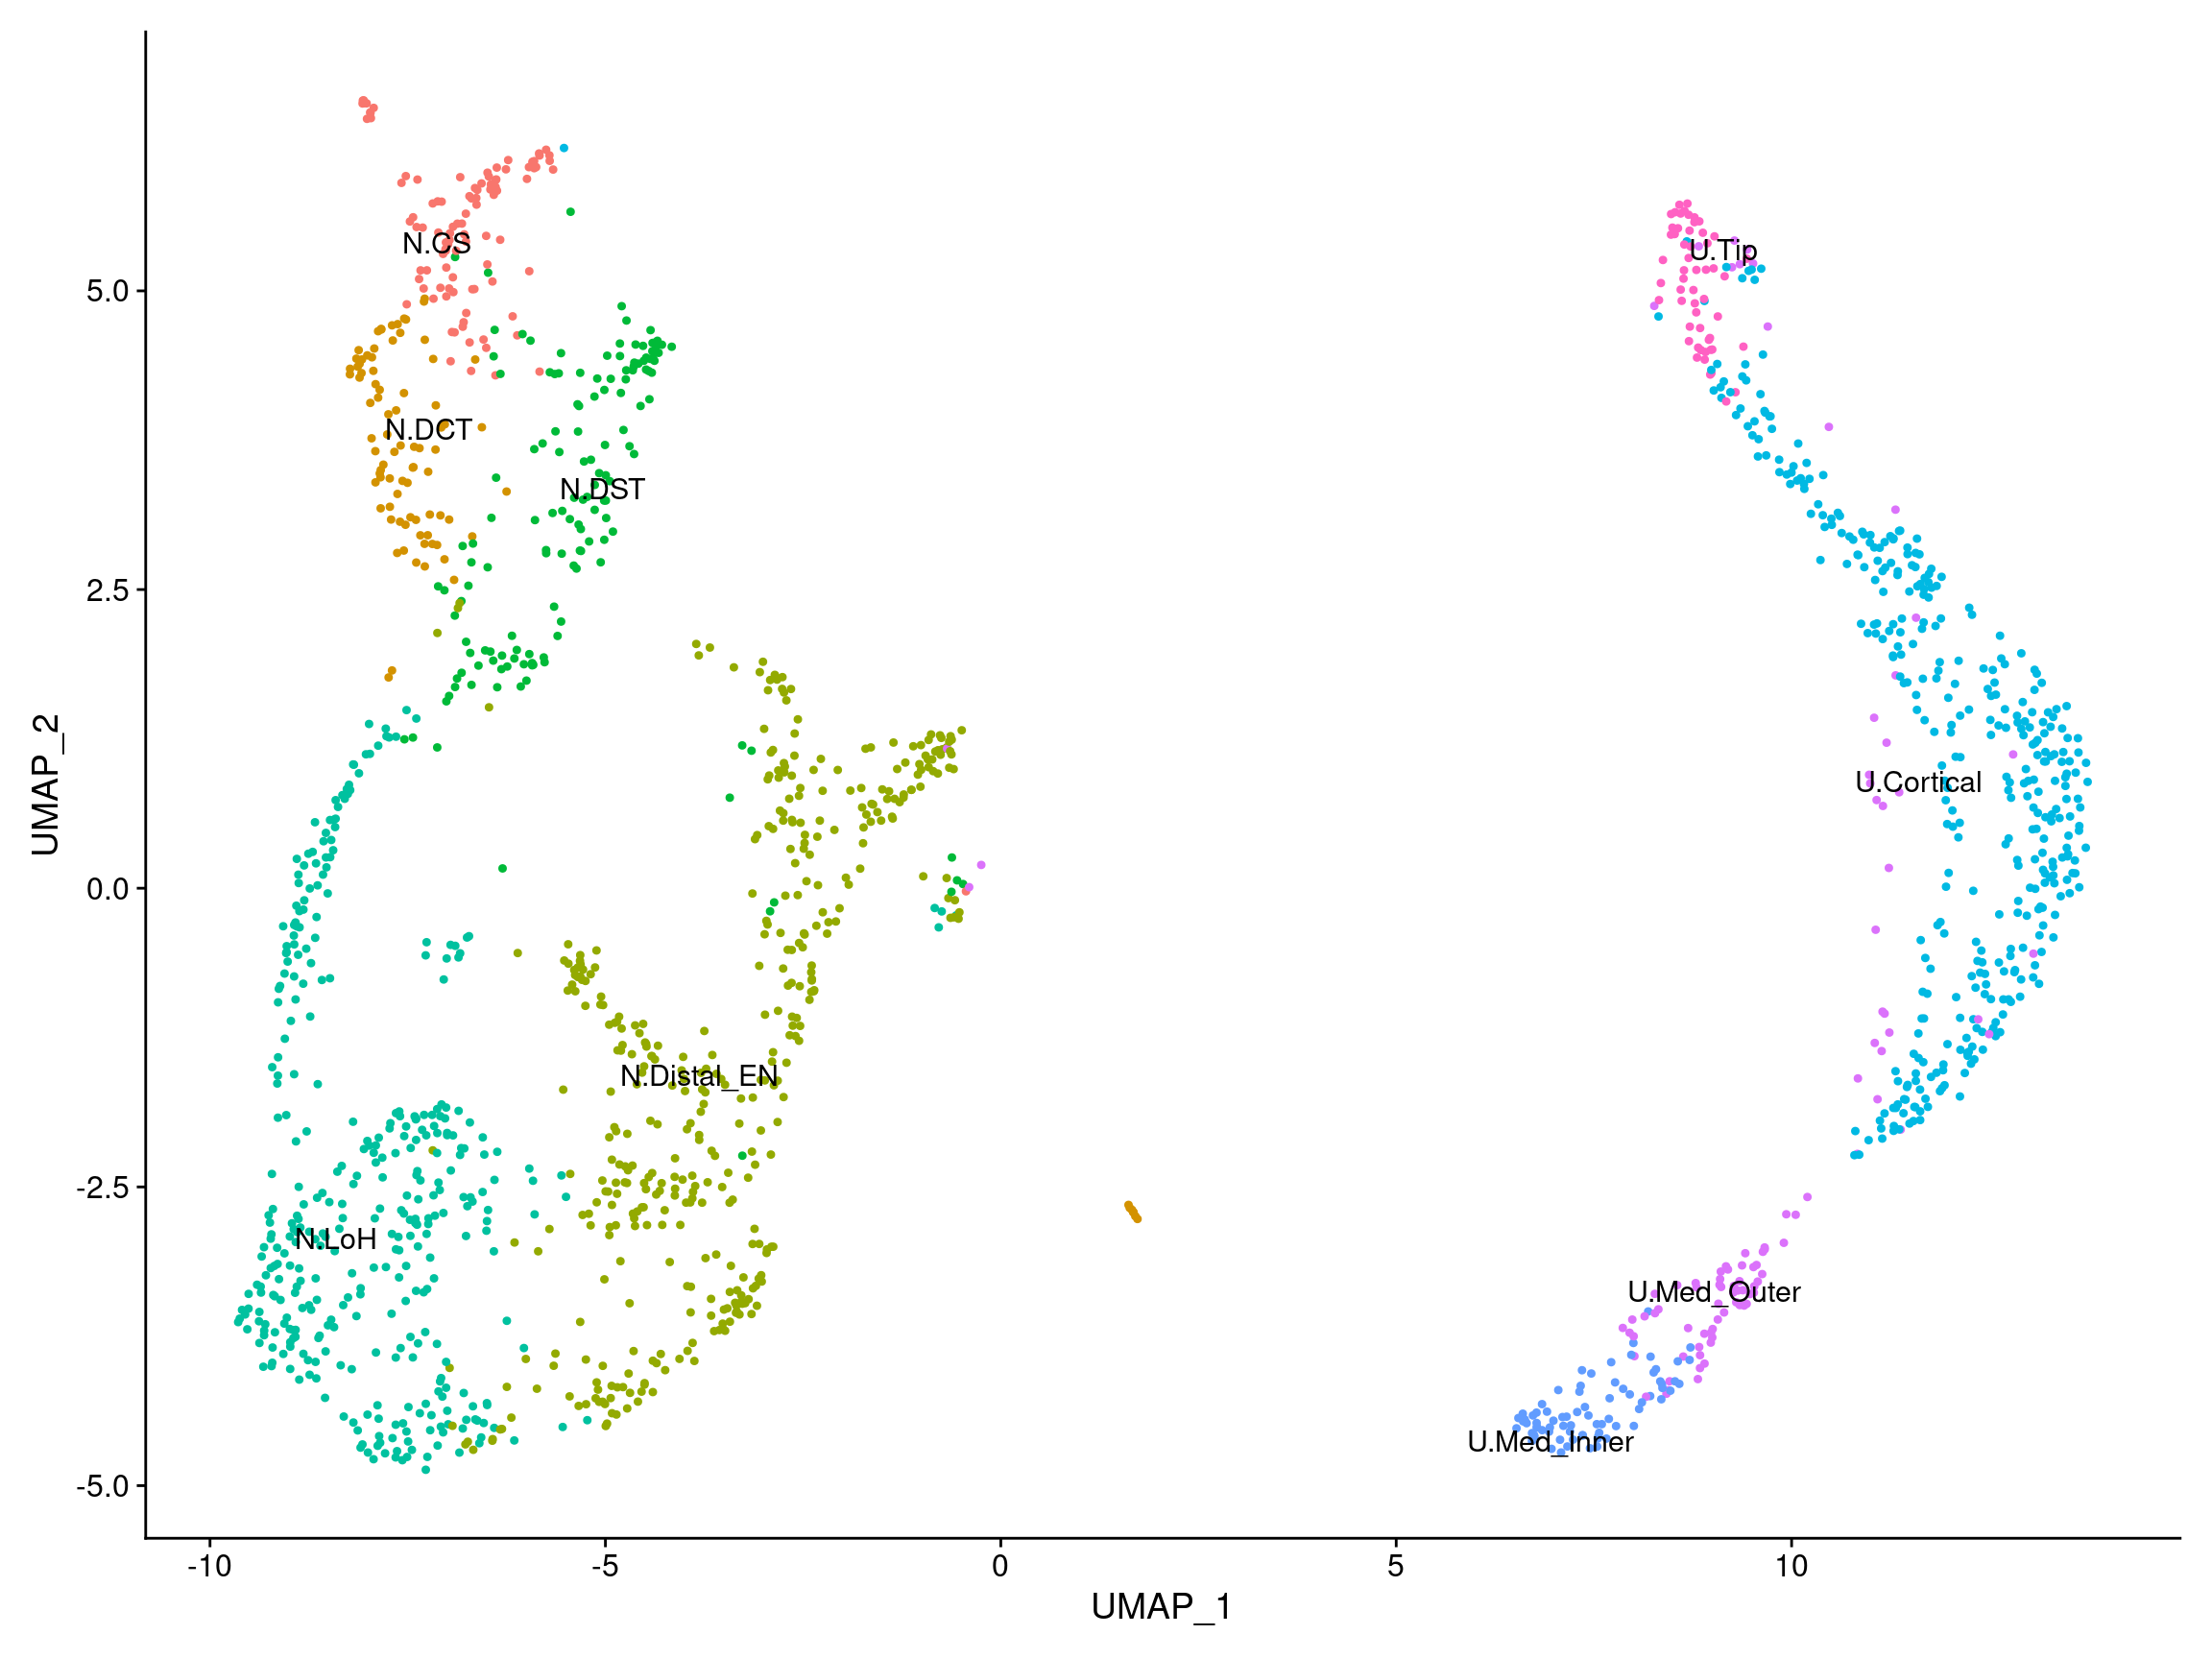 N.CS
U.Tip
5.0
N.DCT
N.DST
2.5
U.Cortical
UMAP_2
0.0
N.Distal_EN
-2.5
N.LoH
U.Med_Outer
U.Med_Inner
-5.0
-10
-5
0
5
10
UMAP_1